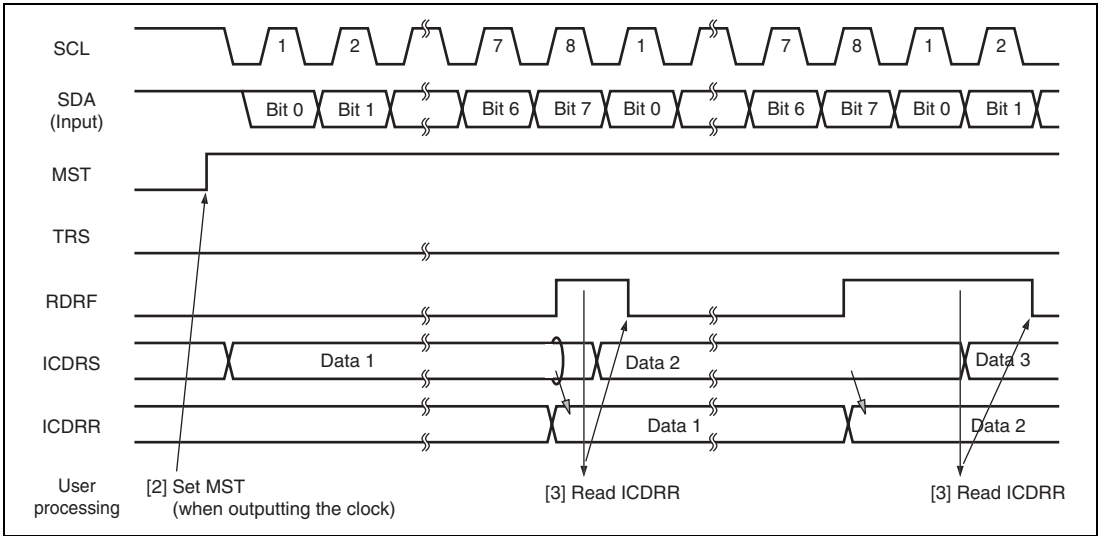 SCL 1 2 7 8 1 7 8 1 2
SDA
(Input)
Bit 0 Bit 1 Bit 6 Bit 7 Bit 0 Bit 6 Bit 7 Bit 0 Bit 1
MST
TRS
RDRF
ICDRS Data 1 Data 2 Data 3
ICDRR Data 1 Data 2
User
processing
[2] Set MST
(when outputting the clock)
[3] Read ICDRR
[3] Read ICDRR